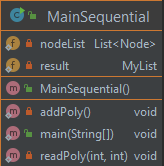 MainSequential
nodeList List<Node>
result MyList
MainSequential()
addPoly() void
main(String[]) void
readPoly(int, int) void